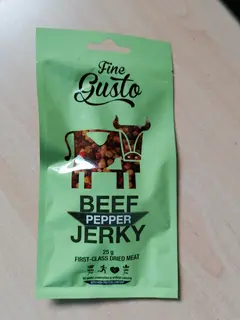 Fine
Gusto
BEEF
PEPPER
JERKY
25 g
FIRST-CLASS DRIED MEAT